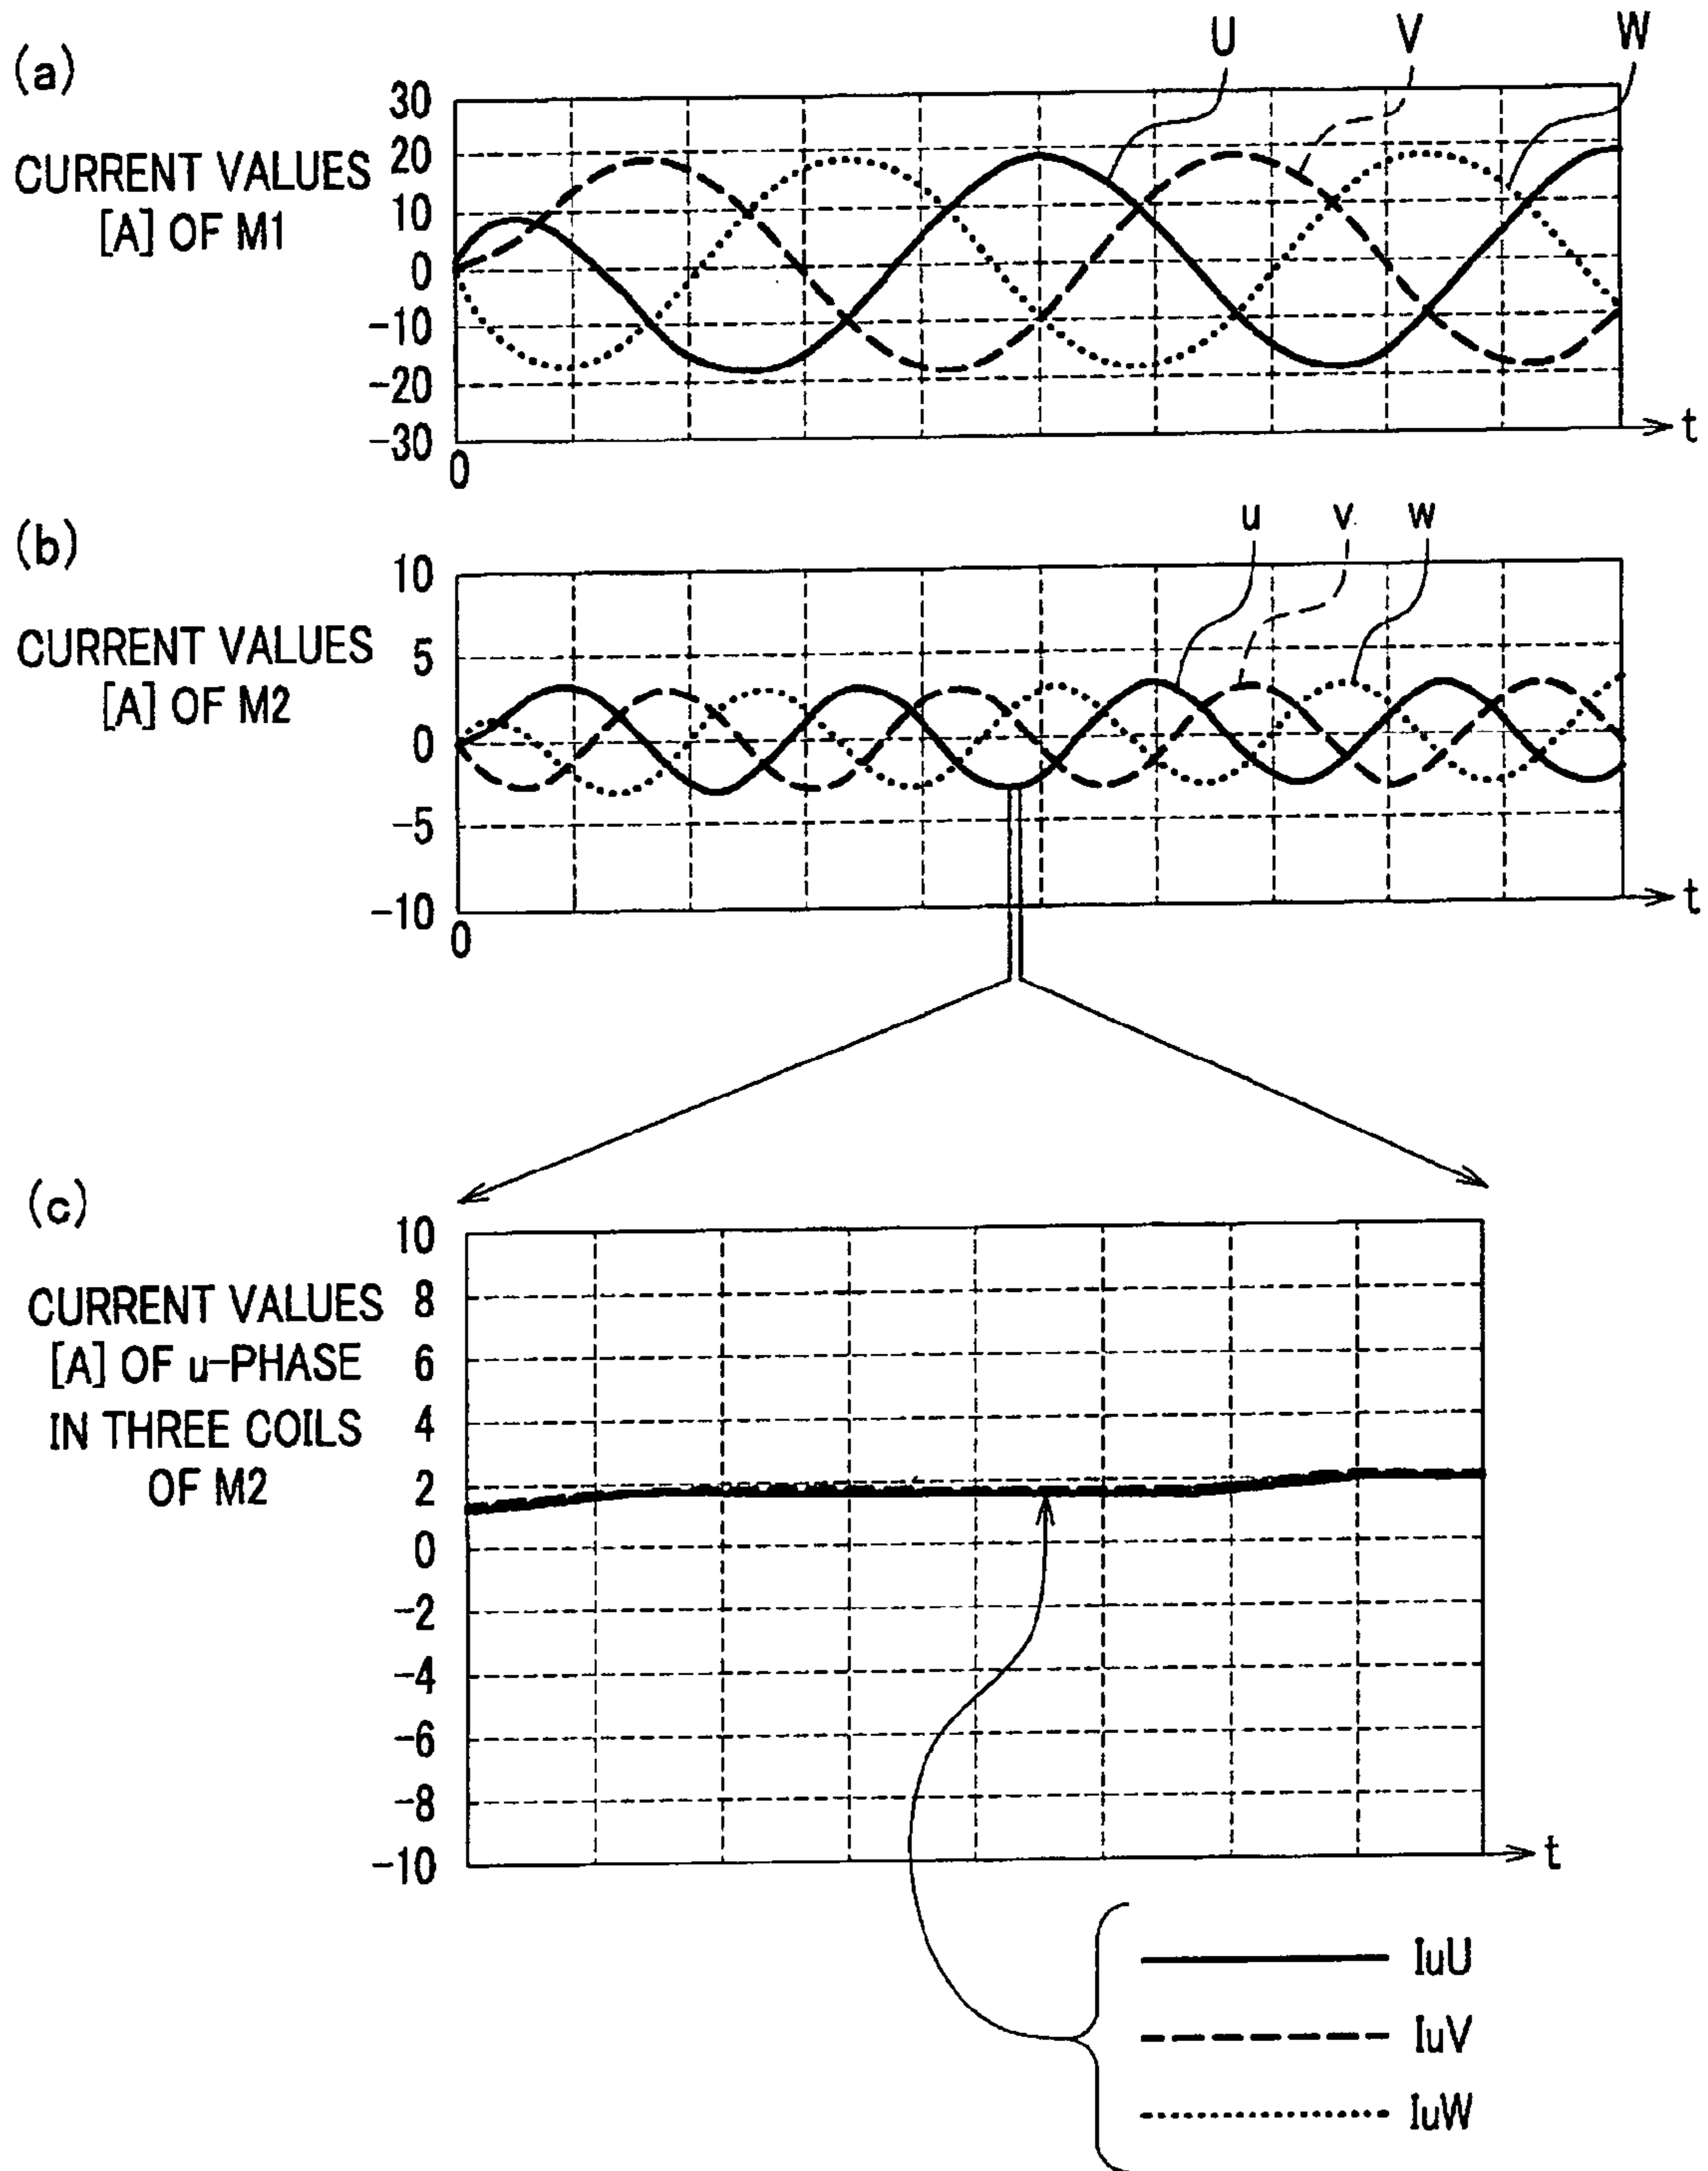 (a)
U V W
CURRENT VALUES
[A] OF M1
30
20
10
0
-10
-20
-30
0
t
(b)
u v w
CURRENT VALUES
[A] OF M2
10
5
0
-5
-10
0
t
(c)
CURRENT VALUES
[A] OF u-PHASE
IN THREE COILS
OF M2
10
8
6
4
2
0
-2
-4
-6
-8
-10
t
IuU
IuV
IuW